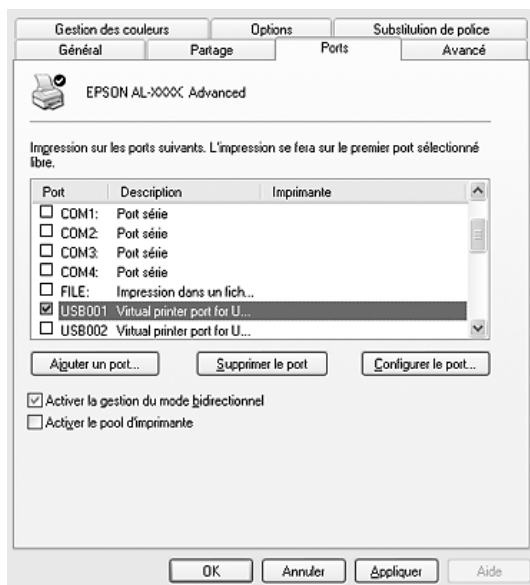 Gestion des couleurs Options Substitution de police
Général Partage Ports Avancé
EPSON AL-XXXX Advanced
Impression sur les ports suivants. L'impression se fera sur le premier port sélectionné
libre.
Port Description Imprimante
COM1: Port série
COM2: Port série
COM3: Port série
COM4: Port série
FILE: Impression dans un fich...
USB001 Virtual printer port for U...
USB002 Virtual printer port for U...
Ajouter un port... Supprimer le port Configurer le port...
Activer la gestion du mode bidirectionnel
Activer le pool d'imprimante
OK Annuler Appliquer Aide